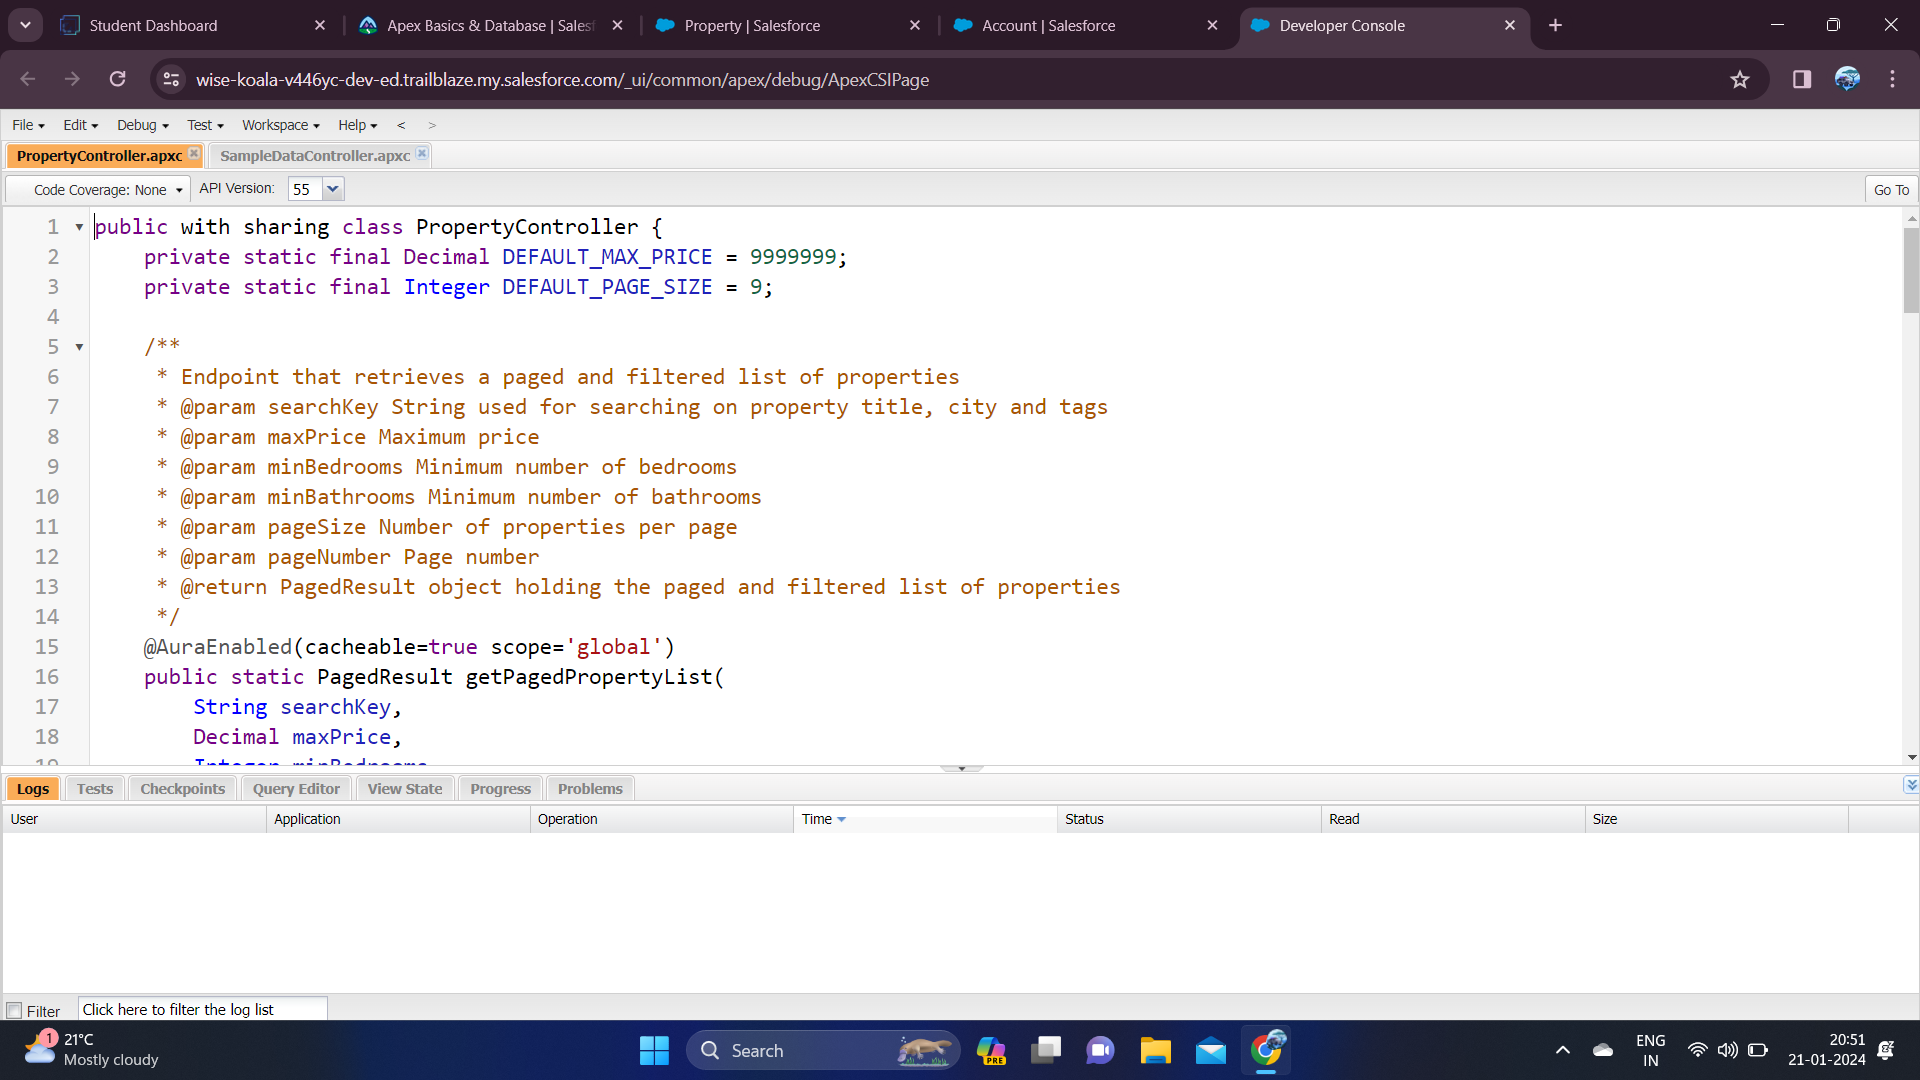 Student Dashboard
Apex Basics & Database | Sales
Property | Salesforce
Account | Salesforce
Developer Console
wise-koala-v446yc-dev-ed.trailblaze.my.salesforce.com/_ui/common/apex/debug/ApexCSIPage
File Edit Debug Test Workspace Help < >
PropertyController.apxc SampleDataController.apxc
Code Coverage: None API Version: 55 Go To
1 public with sharing class PropertyController {
2 private static final Decimal DEFAULT_MAX_PRICE = 9999999;
3 private static final Integer DEFAULT_PAGE_SIZE = 9;
4
5 /**
6 * Endpoint that retrieves a paged and filtered list of properties
7 * @param searchKey String used for searching on property title, city and tags
8 * @param maxPrice Maximum price
9 * @param minBedrooms Minimum number of bedrooms
10 * @param minBathrooms Minimum number of bathrooms
11 * @param pageSize Number of properties per page
12 * @param pageNumber Page number
13 * @return PagedResult object holding the paged and filtered list of properties
14 */
15 @AuraEnabled(cacheable=true scope='global')
16 public static PagedResult getPagedPropertyList(
17 String searchKey,
18 Decimal maxPrice,
19 Integer minBedrooms
Logs Tests Checkpoints Query Editor View State Progress Problems
User Application Operation Time Status Read Size
Filter Click here to filter the log list
1
21°C
Mostly cloudy
Search
PRE
ENG
IN
20:51
21-01-2024